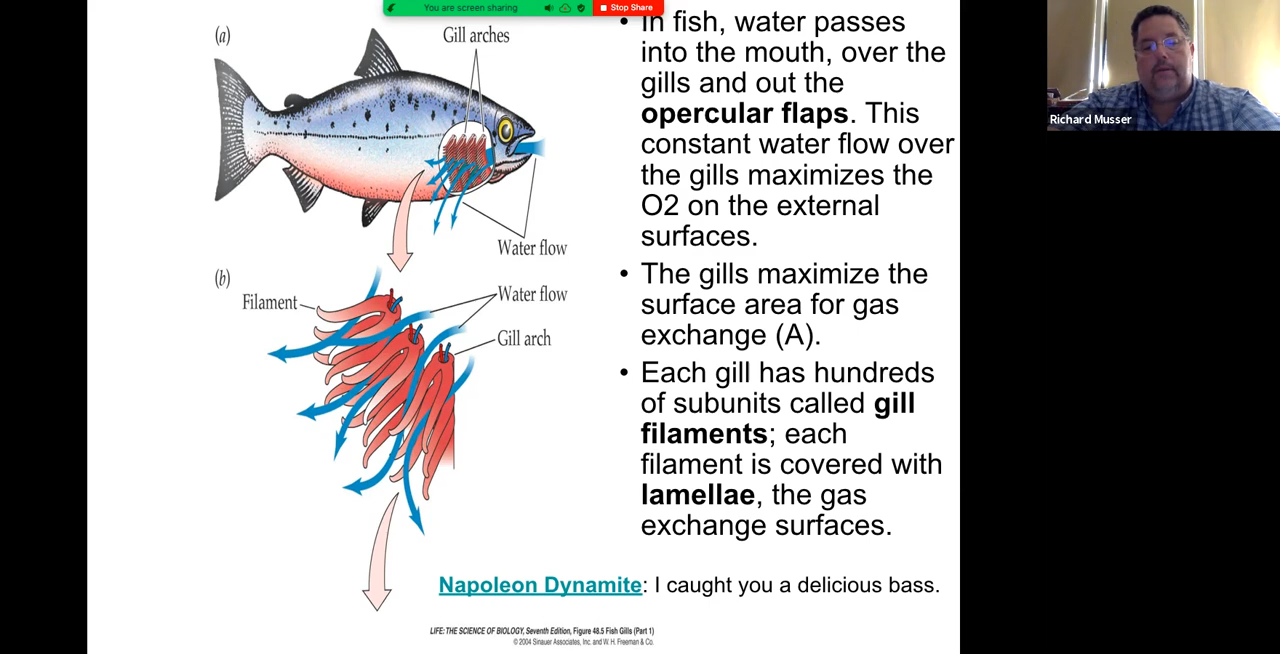 You are screen sharing
Stop Share
(a)
Gill arches
Water flow
(b)
Filament
Water flow
Gill arch
• In fish, water passes
into the mouth, over the
gills and out the
opercular flaps. This
constant water flow over
the gills maximizes the
O2 on the external
surfaces.
• The gills maximize the
surface area for gas
exchange (A).
• Each gill has hundreds
of subunits called gill
filaments; each
filament is covered with
lamellae, the gas
exchange surfaces.
Napoleon Dynamite: I caught you a delicious bass.
LIFE: THE SCIENCE OF BIOLOGY, Seventh Edition, Figure 48.5 Fish Gills (Part 1)
© 2004 Sinauer Associates, Inc. and W. H. Freeman & Co.
Richard Musser